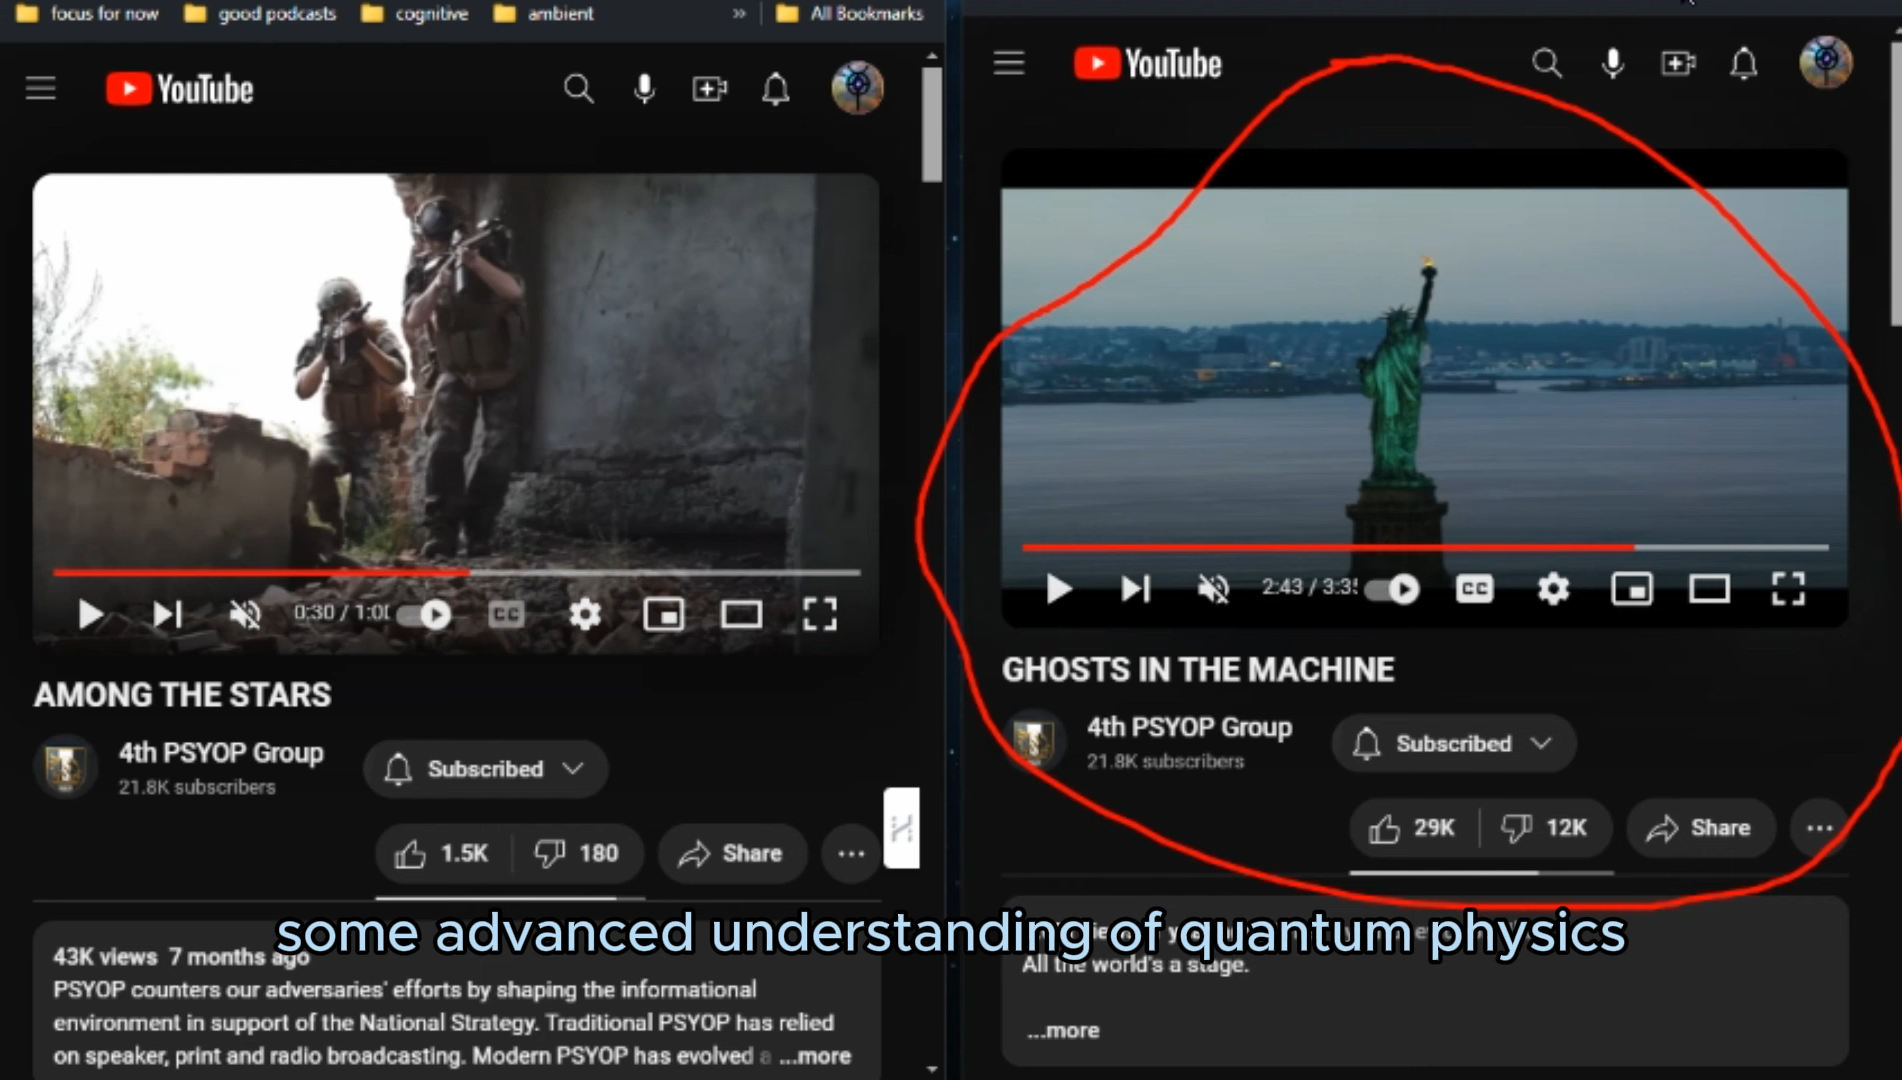 focus for now good podcasts cognitive ambient » All Bookmarks
YouTube
0:30 / 1:00
CC
AMONG THE STARS
4th PSYOP Group
21.8K subscribers
Subscribed
1.5K 180 Share
43K views 7 months ago
PSYOP counters our adversaries' efforts by shaping the informational
environment in support of the National Strategy. Traditional PSYOP has relied
on speaker, print and radio broadcasting. Modern PSYOP has evolved ...more
YouTube
2:43 / 3:35
CC
GHOSTS IN THE MACHINE
4th PSYOP Group
21.8K subscribers
Subscribed
29K 12K Share
All the world's a stage.
...more
some advanced understanding of quantum physics